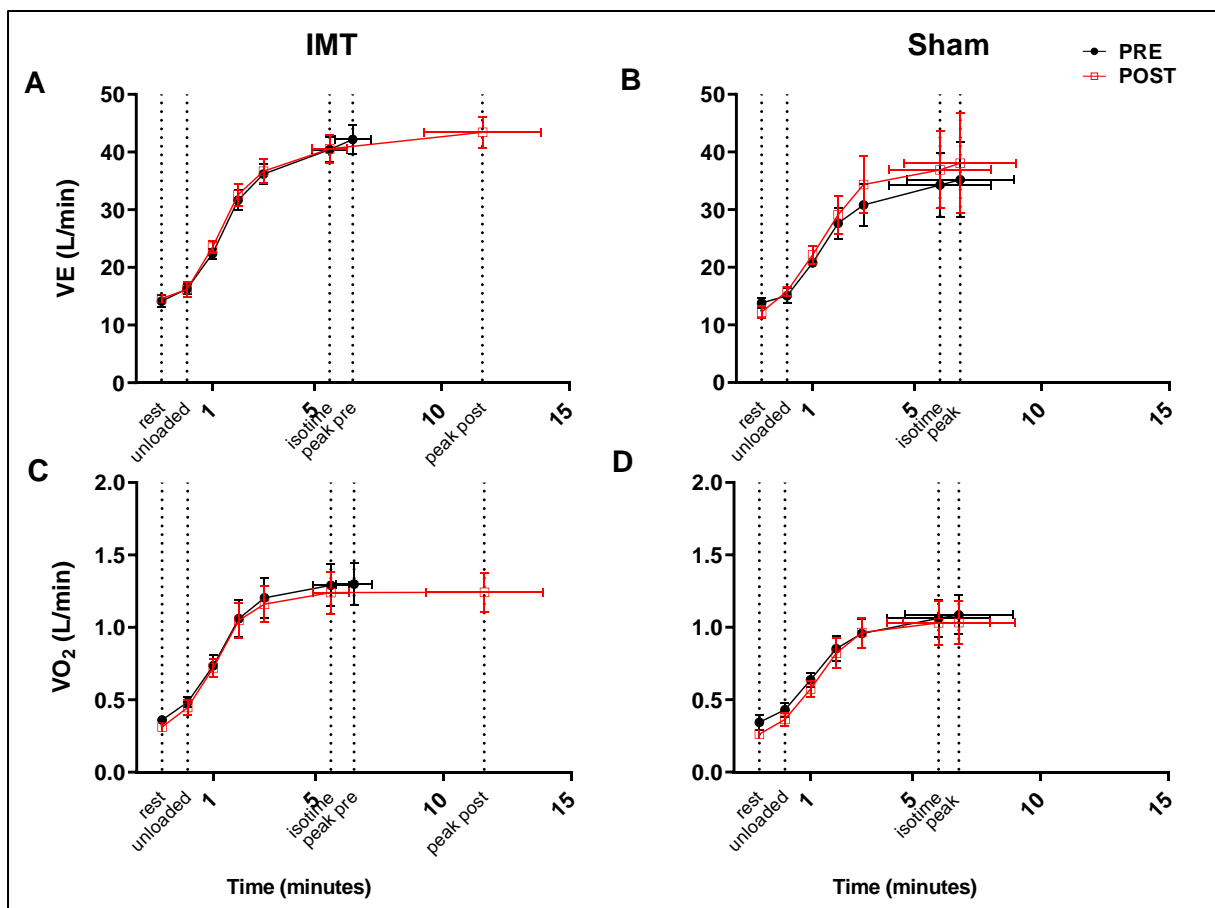 IMT
Sham
PRE
POST
A
B
50
40
30
20
10
0
VE (L/min)
rest
unloaded
1
5
isotime
peak pre
10
peak post
15
50
40
30
20
10
0
rest
unloaded
1
5
isotime
peak
10
15
C
D
2.0
1.5
1.0
0.5
0.0
VO₂ (L/min)
rest
unloaded
1
5
isotime
peak pre
10
peak post
15
2.0
1.5
1.0
0.5
0.0
rest
unloaded
1
5
isotime
peak
10
15
Time (minutes)
Time (minutes)